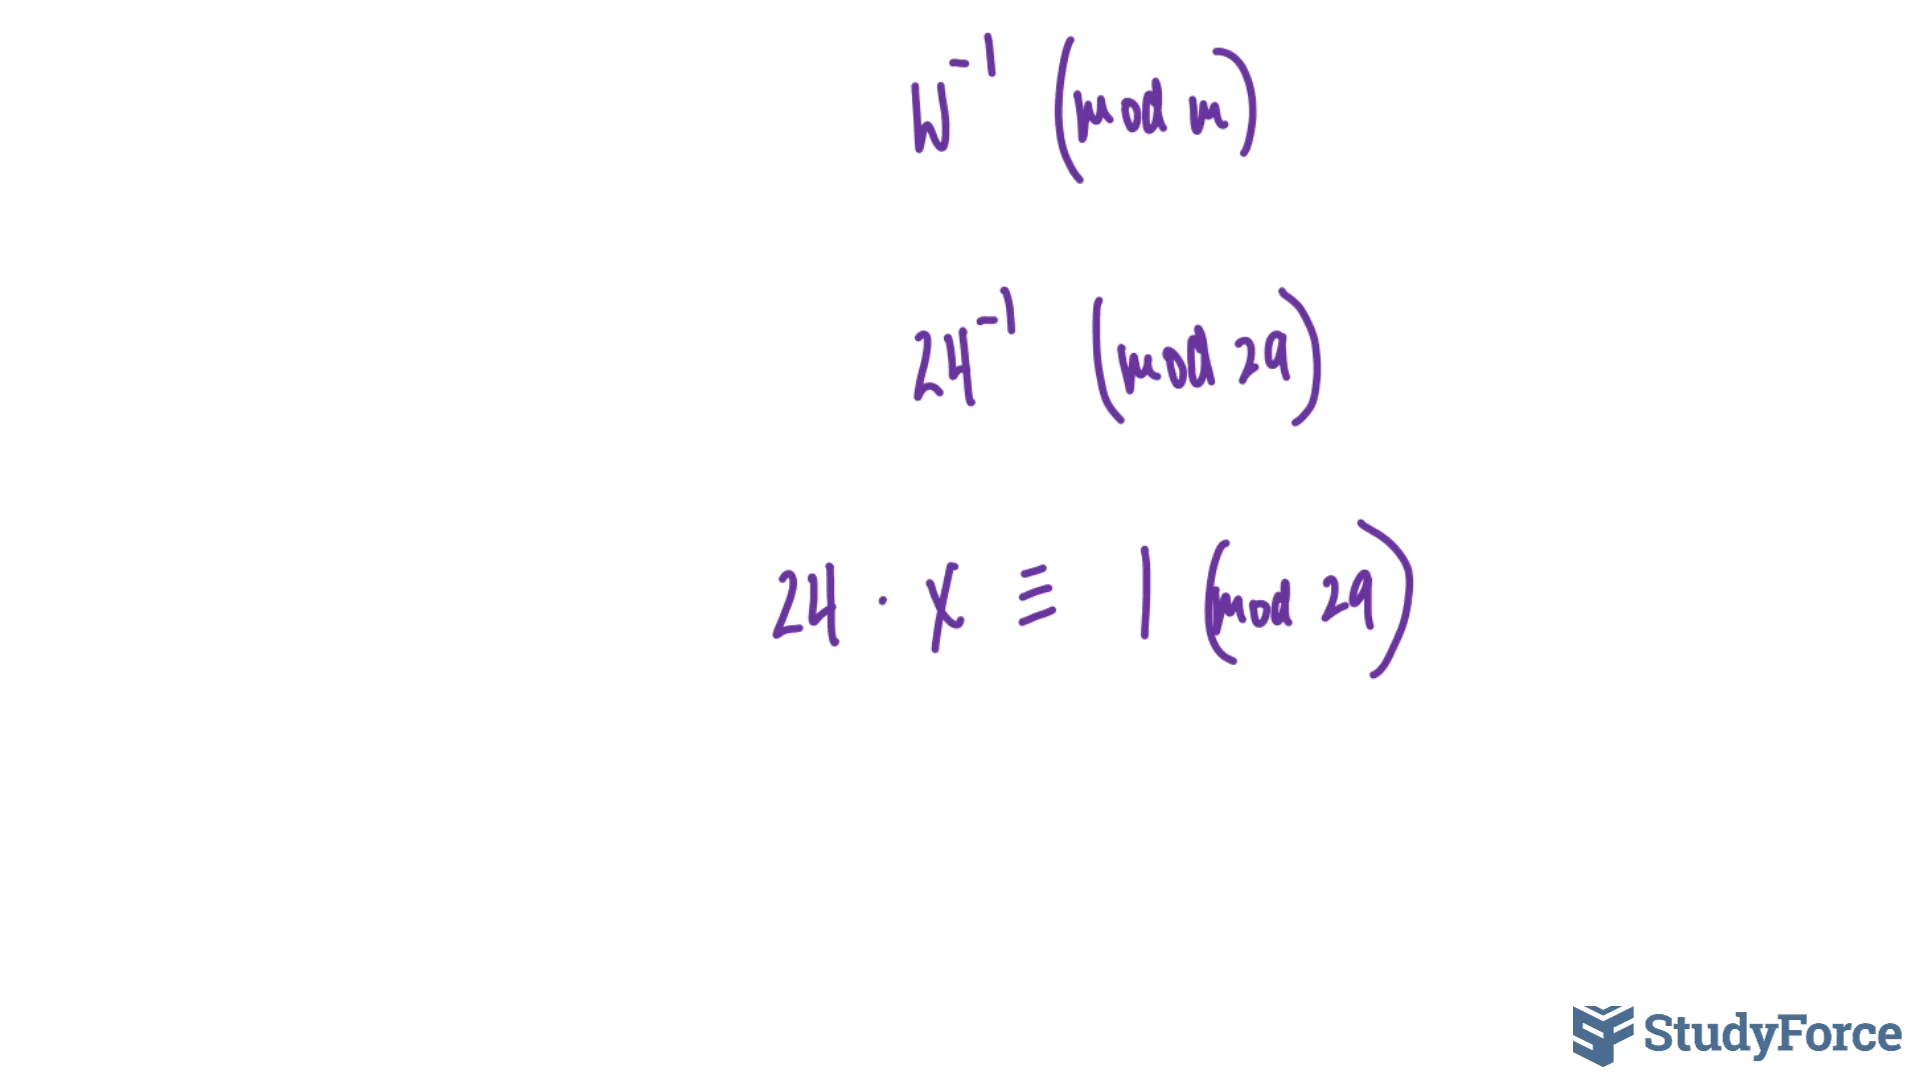 W⁻¹ (mod m)
24⁻¹ (mod 29)
24 · x ≡ 1 (mod 29)
StudyForce